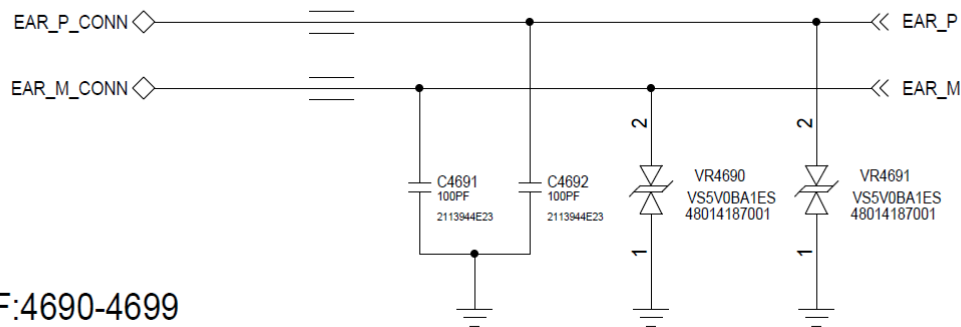 EAR_P_CONN
EAR_P
EAR_M_CONN
EAR_M
2
2
C4691
100PF
2113944E23
C4692
100PF
2113944E23
VR4690
VS5V0BA1ES
48014187001
VR4691
VS5V0BA1ES
48014187001
1
1
F:4690-4699